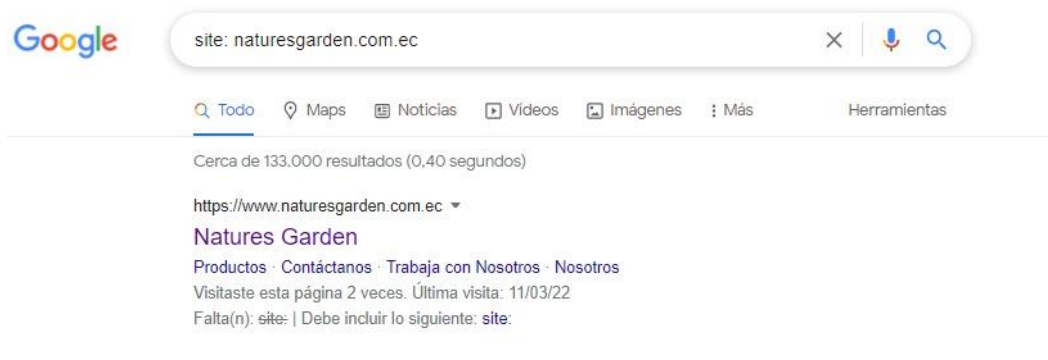 Google
site: naturesgarden.com.ec
Todo Maps Noticias Vídeos Imágenes Más Herramientas
Cerca de 133.000 resultados (0,40 segundos)
https://www.naturesgarden.com.ec
Natures Garden
Productos · Contáctanos · Trabaja con Nosotros · Nosotros
Visitaste esta página 2 veces. Última visita: 11/03/22
Falta(n): site: | Debe incluir lo siguiente: site: